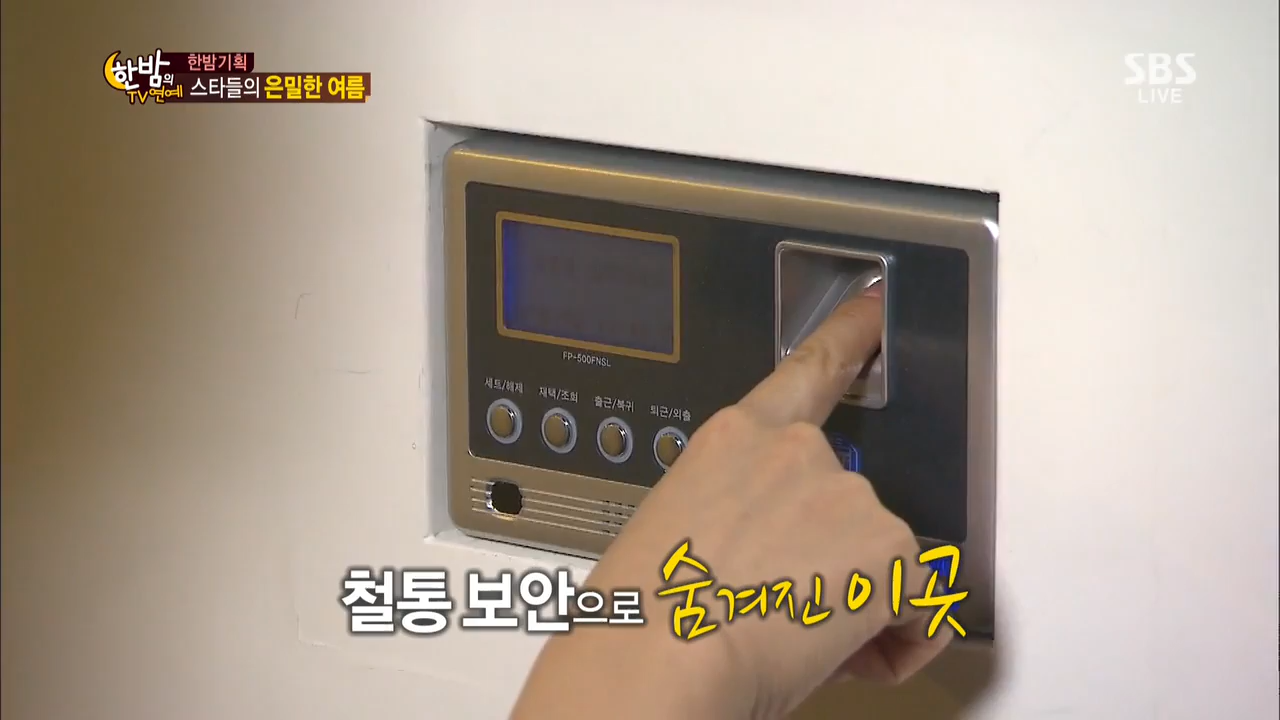 한밤의
TV연예
한밤기획
스타들의 은밀한 여름
SBS
LIVE
FP-500FNSL
세트/해제 재택/조회 출근/복귀 퇴근/외출
철통 보안으로 숨겨진 이곳